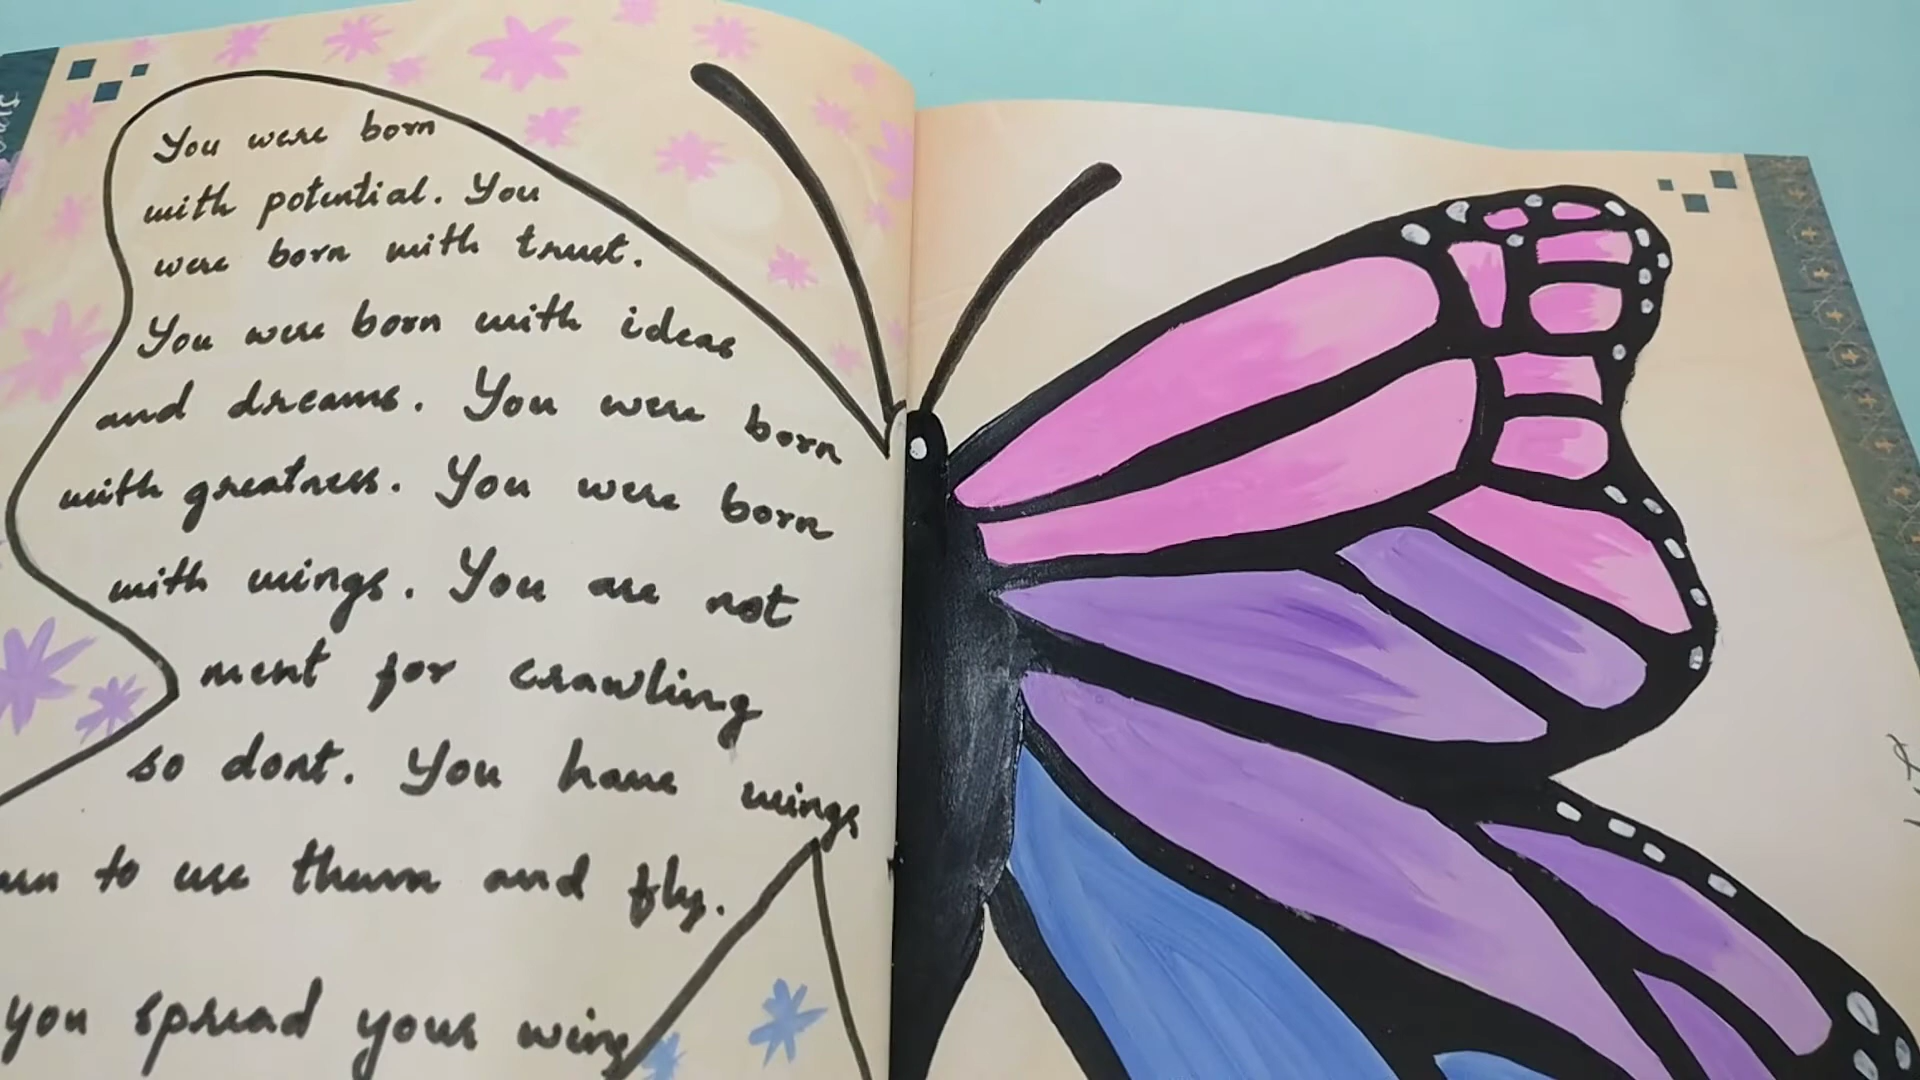 You were born
with potential. You
were born with trust.
You were born with ideas
and dreams. You were born
with greatness. You were born
with wings. You are not
ment for crawling
so dont. You have wings
to use them and fly.
you spread your wing